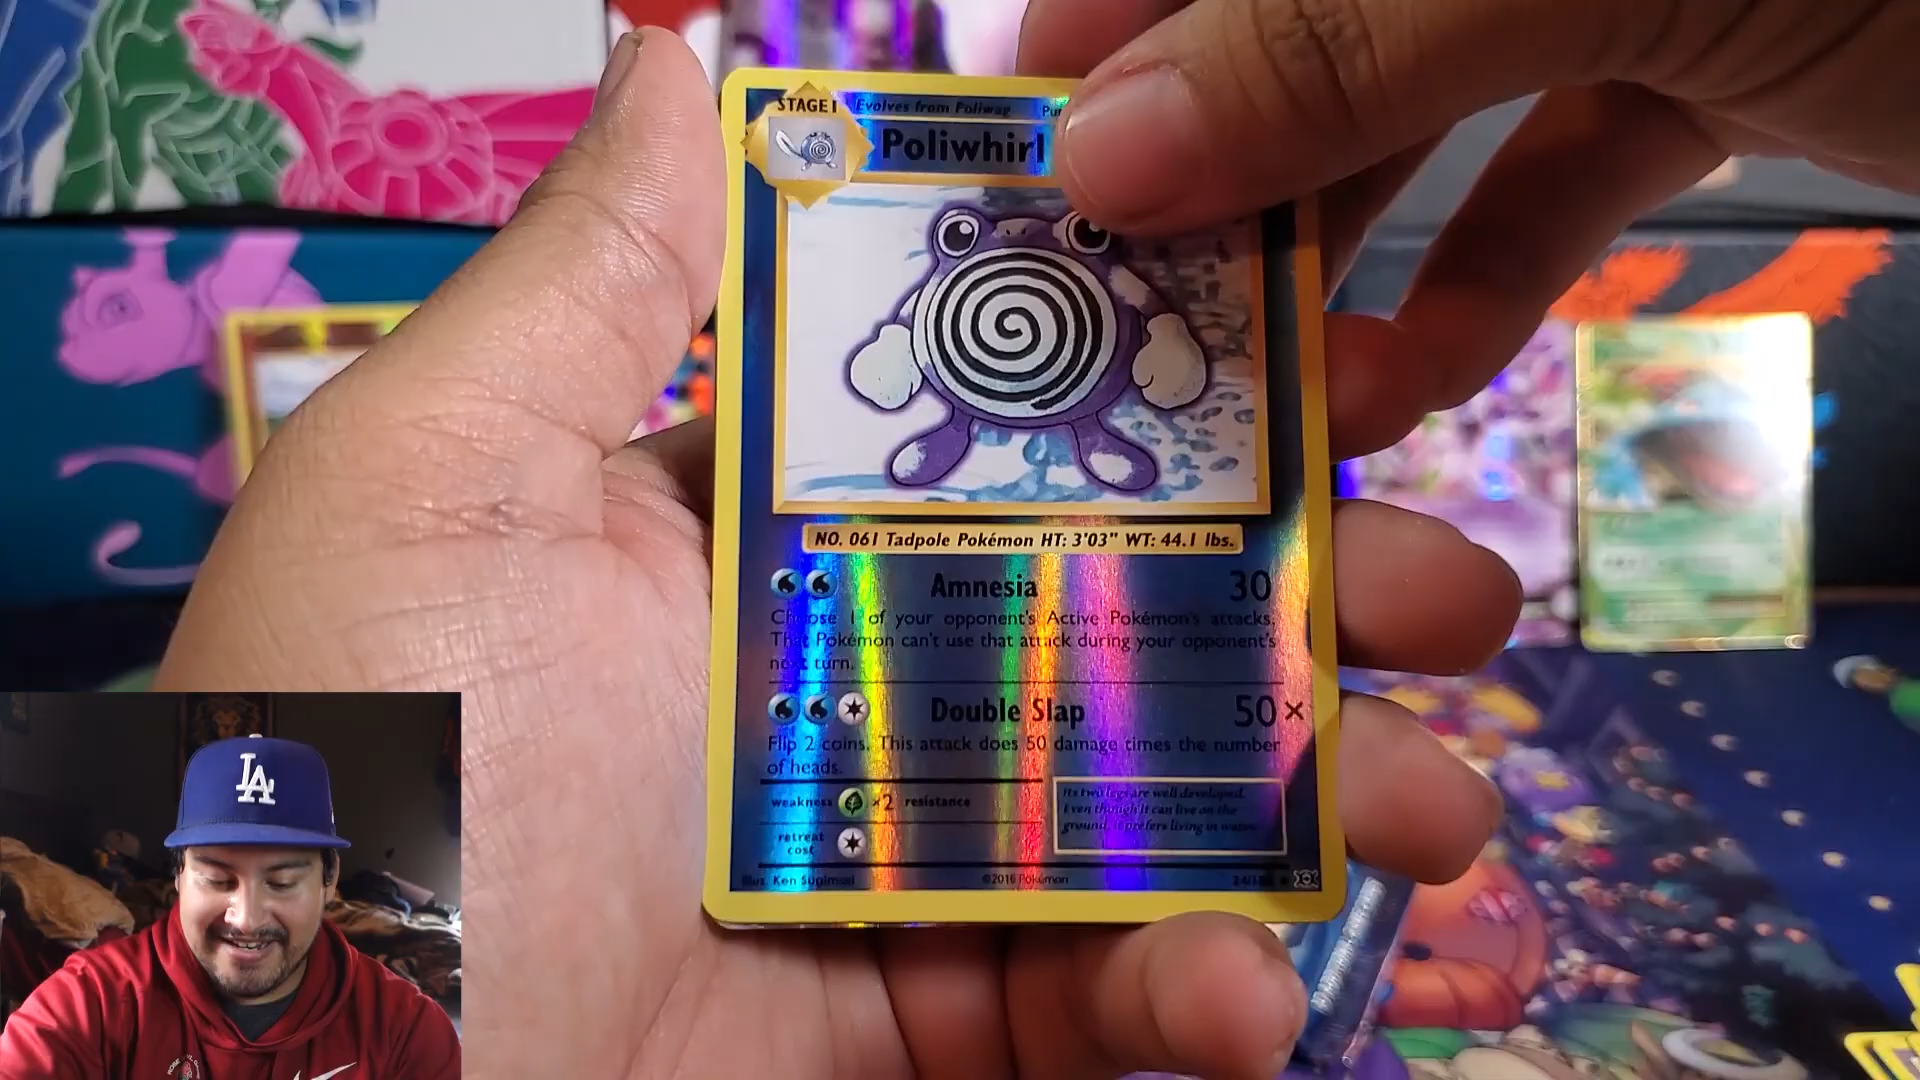 STAGE 1 Evolves from Poliwag
Poliwhirl
NO. 061 Tadpole Pokémon HT: 3'03" WT: 44.1 lbs.
Amnesia 30
Choose 1 of your opponent's Active Pokémon's attacks.
That Pokémon can't use that attack during your opponent's
next turn.
Double Slap 50×
Flip 2 coins. This attack does 50 damage times the number
of heads.
weakness ×2 resistance
Its two legs are well developed.
Even though it can live on the
ground, it prefers living in water.
retreat
cost
Illus. Ken Sugimori ©2016 Pokémon
LA